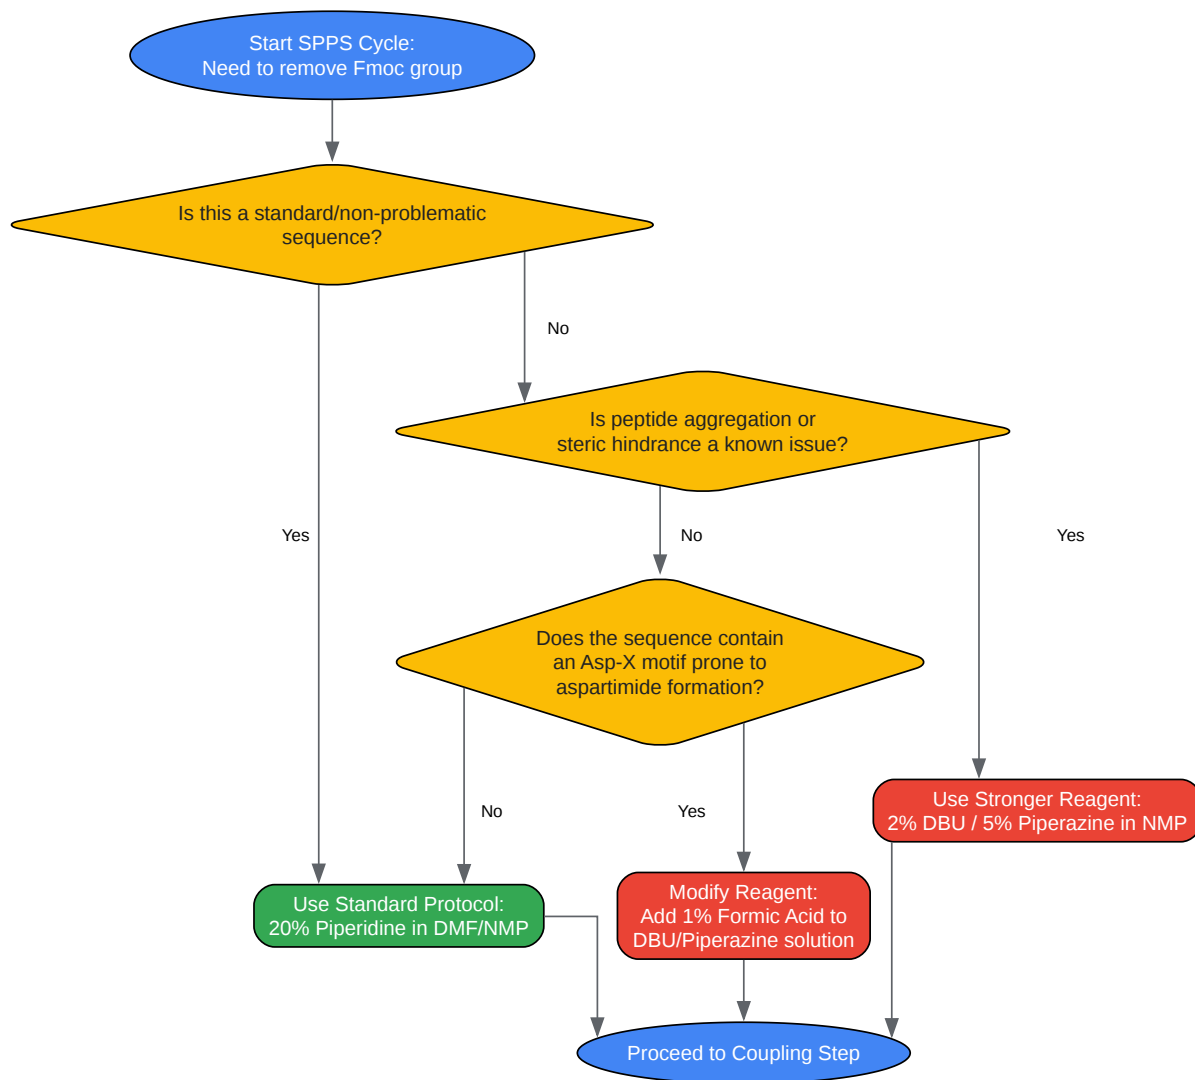 Start SPPS Cycle:
Need to remove Fmoc group
Is this a standard/non-problematic
sequence?
No
Is peptide aggregation or
steric hindrance a known issue?
Yes
No
Yes
Does the sequence contain
an Asp-X motif prone to
aspartimide formation?
No
Yes
Use Stronger Reagent:
2% DBU / 5% Piperazine in NMP
Use Standard Protocol:
20% Piperidine in DMF/NMP
Modify Reagent:
Add 1% Formic Acid to
DBU/Piperazine solution
Proceed to Coupling Step